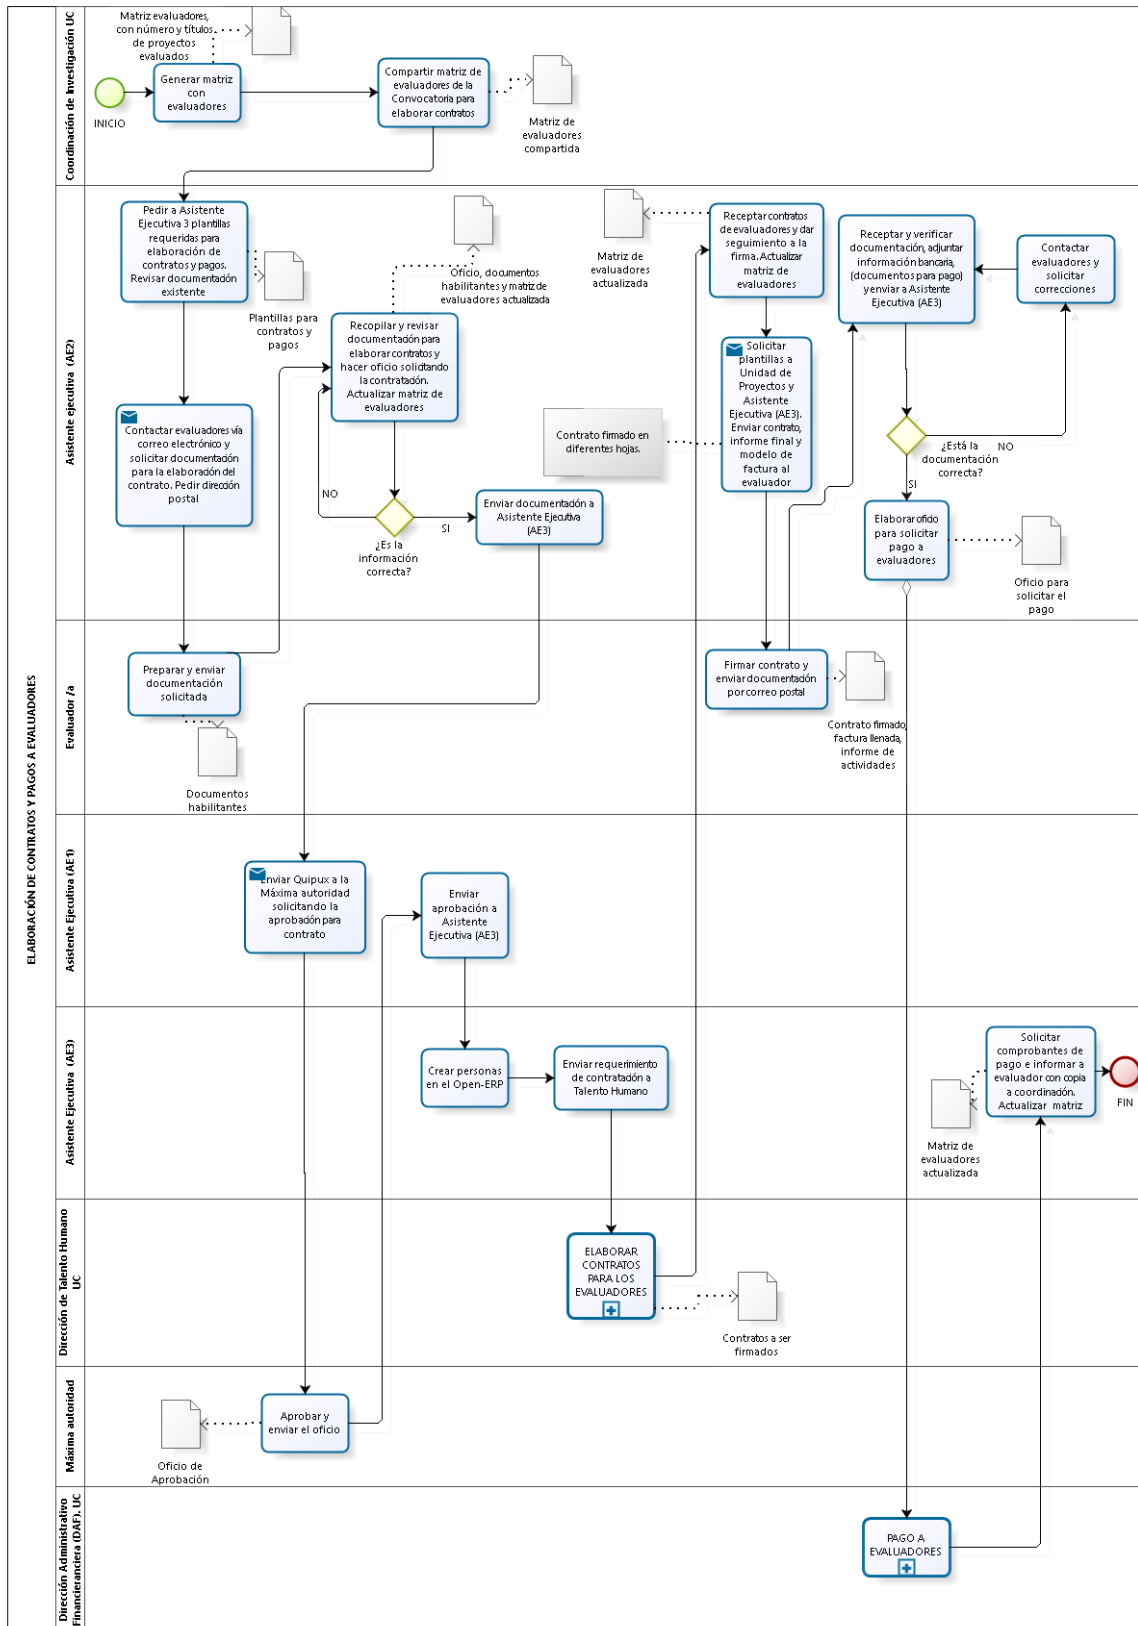 ELABORACIÓN DE CONTRATOS Y PAGOS A EVALUADORES
Coordinación de Investigación UC
Matriz evaluadores,
con número y títulos
de proyectos
evaluados
INICIO
Generar matriz
con
evaluadores
Compartir matriz de
evaluadores de la
Convocatoria para
elaborar contratos
Matriz de
evaluadores
compartida
Asistente ejecutiva (AE2)
Pedir a Asistente
Ejecutiva 3 plantillas
requeridas para
elaboración de
contratos y pagos.
Revisar documentación
existente
Plantillas para
contratos y
pagos
Contactar evaluadores vía
correo electrónico y
solicitar documentación
para la elaboración del
contrato. Pedir dirección
postal
Oficio, documentos
habilitantes y matriz de
evaluadores actualizada
Recopilar y revisar
documentación para
elaborar contratos y
hacer oficio solicitando
la contratación.
Actualizar matriz de
evaluadores
NO
¿Es la
información
correcta?
SI
Enviar documentación a
Asistente Ejecutiva
(AE3)
Matriz de
evaluadores
actualizada
Receptar contratos
de evaluadores y dar
seguimiento a la
firma. Actualizar
matriz de
evaluadores
Solicitar
plantillas a
Unidad de
Proyectos y
Asistente
Ejecutiva (AE3).
Enviar contrato,
informe final y
modelo de
factura al
evaluador
Contrato firmado en
diferentes hojas.
Receptar y verificar
documentación, adjuntar
información bancaria,
(documentos para pago)
y enviar a Asistente
Ejecutiva (AE3)
Contactar
evaluadores y
solicitar
correcciones
¿Está la
documentación
correcta?
NO
SI
Elaborar oficio
para solicitar
pago a
evaluadores
Oficio para
solicitar el
pago
Evaluador /a
Preparar y enviar
documentación
solicitada
Documentos
habilitantes
Firmar contrato y
enviar documentación
por correo postal
Contrato firmado,
factura llenada,
informe de
actividades
Asistente Ejecutiva (AE1)
Enviar Quipux a la
Máxima autoridad
solicitando la
aprobación para
contrato
Enviar
aprobación a
Asistente
Ejecutiva (AE3)
Asistente Ejecutiva (AE3)
Crear personas
en el Open-ERP
Enviar requerimiento
de contratación a
Talento Humano
Solicitar
comprobantes de
pago e informar a
evaluador con copia
a coordinación.
Actualizar matriz
FIN
Matriz de
evaluadores
actualizada
Dirección de Talento Humano
UC
ELABORAR
CONTRATOS
PARA LOS
EVALUADORES
Contratos a ser
firmados
Máxima autoridad
Aprobar y
enviar el oficio
Oficio de
Aprobación
Dirección Administrativo
Financieranciera (DAF). UC
PAGO A
EVALUADORES